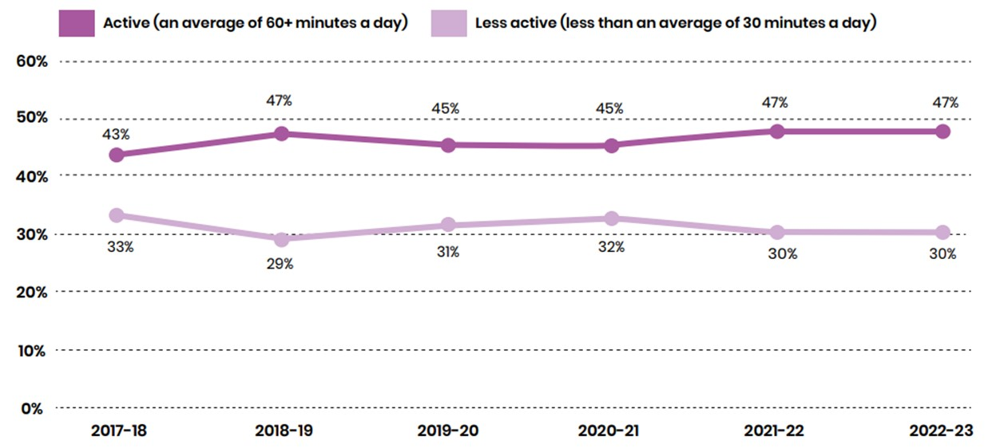 Active (an average of 60+ minutes a day) Less active (less than an average of 30 minutes a day)
60%
47% 45% 45% 47% 47%
50%
43%
40%
30%
33% 29% 31% 32% 30% 30%
20%
10%
0%
2017-18 2018-19 2019-20 2020-21 2021-22 2022-23